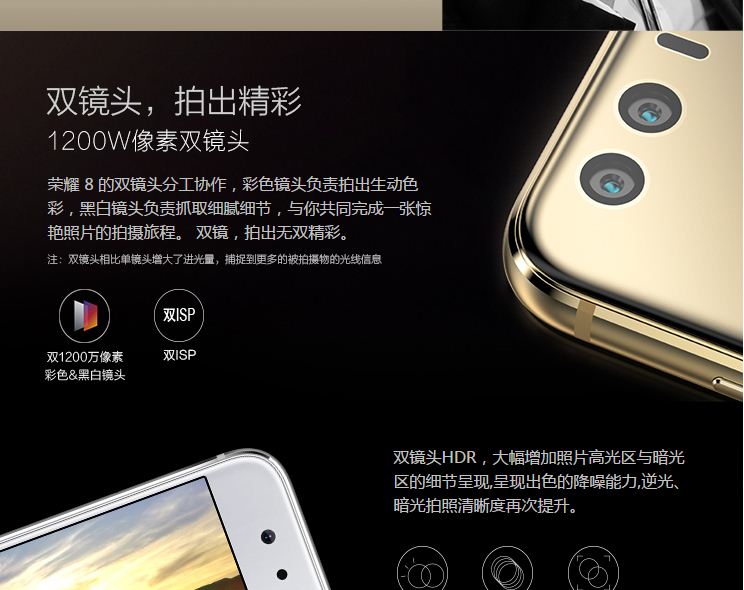 双镜头，拍出精彩
1200W像素双镜头
荣耀 8 的双镜头分工协作，彩色镜头负责拍出生动色
彩，黑白镜头负责抓取细腻细节，与你共同完成一张惊
艳照片的拍摄旅程。 双镜，拍出无双精彩。
注：双镜头相比单镜头增大了进光量，捕捉到更多的被拍摄物的光线信息
双ISP
双1200万像素
彩色&黑白镜头
双ISP
双镜头HDR，大幅增加照片高光区与暗光
区的细节呈现,呈现出色的降噪能力,逆光、
暗光拍照清晰度再次提升。